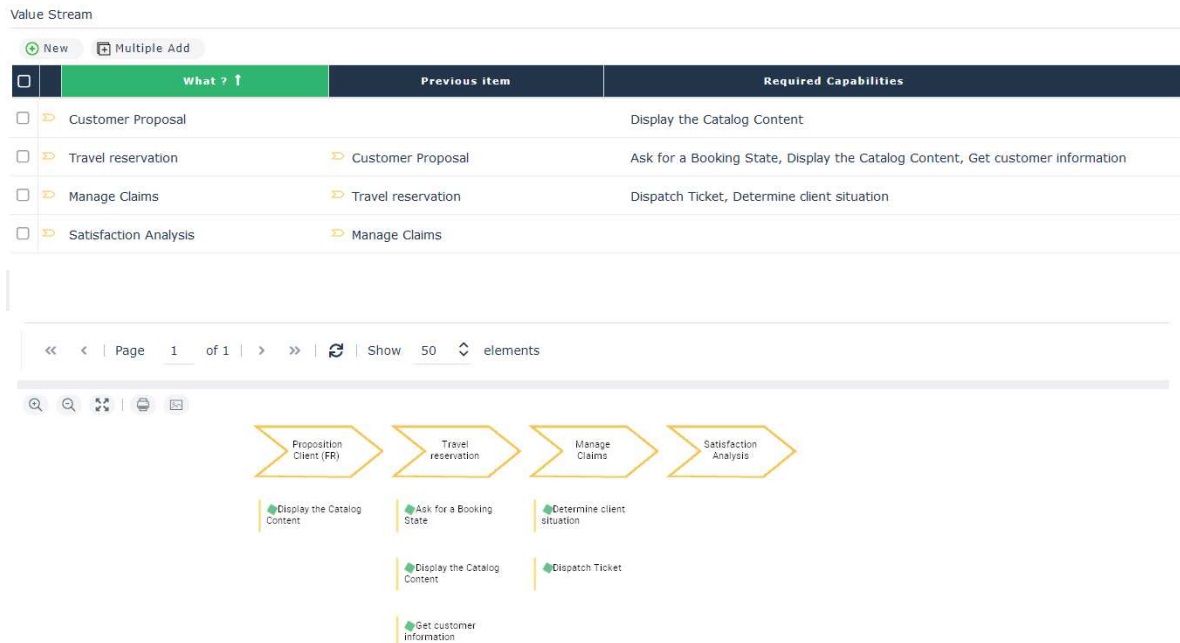 Value Stream
New Multiple Add
What ? ↑ Previous item Required Capabilities
Customer Proposal Display the Catalog Content
Travel reservation Customer Proposal Ask for a Booking State, Display the Catalog Content, Get customer information
Manage Claims Travel reservation Dispatch Ticket, Determine client situation
Satisfaction Analysis Manage Claims
« < | Page 1 of 1 | > » | Show 50 elements
Proposition
Client (FR)
Travel
reservation
Manage
Claims
Satisfaction
Analysis
Display the Catalog
Content
Ask for a Booking
State
Determine client
situation
Display the Catalog
Content
Dispatch Ticket
Get customer
information